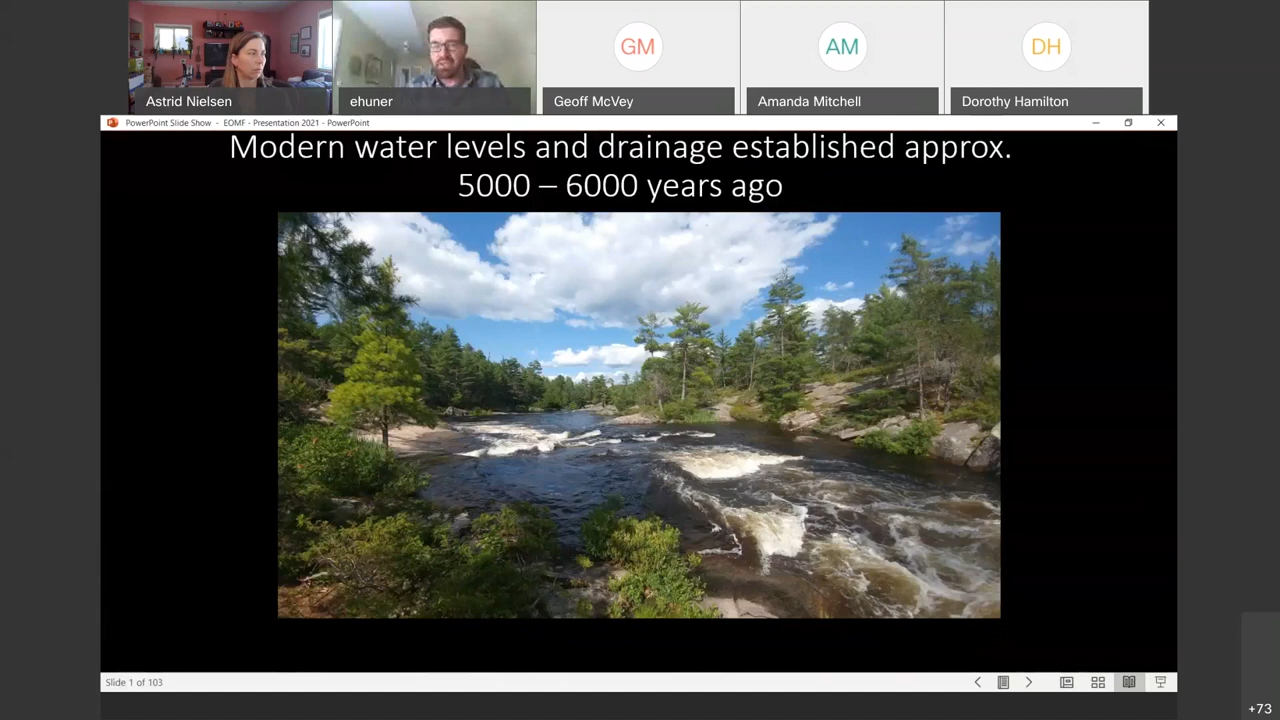 GM
AM
DH
Astrid Nielsen
ehuner
Geoff McVey
Amanda Mitchell
Dorothy Hamilton
PowerPoint Slide Show - EOMF - Presentation 2021 - PowerPoint
Modern water levels and drainage established approx.
5000 – 6000 years ago
Slide 1 of 103
+73